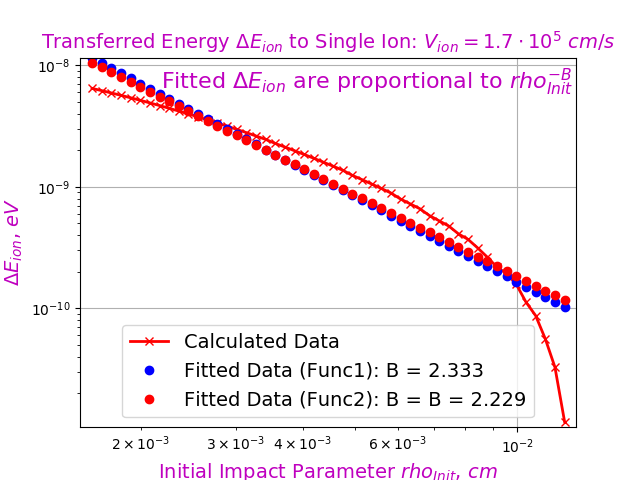 Transferred Energy ΔE_ion to Single Ion: V_ion = 1.7 · 10^5 cm/s
Fitted ΔE_ion are proportional to rho_Init^−B
ΔE_ion, eV
10^−8
10^−9
10^−10
Calculated Data
Fitted Data (Func1): B = 2.333
Fitted Data (Func2): B = B = 2.229
2 × 10^−3 3 × 10^−3 4 × 10^−3 6 × 10^−3 10^−2
Initial Impact Parameter rho_Init, cm